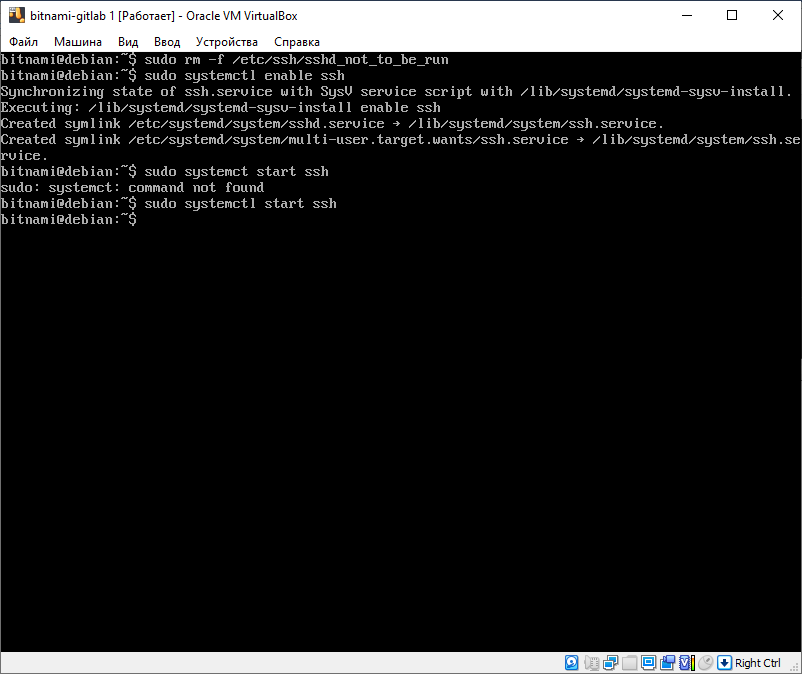 bitnami-gitlab 1 [Работает] - Oracle VM VirtualBox
Файл Машина Вид Ввод Устройства Справка
bitnami@debian:~$ sudo rm -f /etc/ssh/sshd_not_to_be_run
bitnami@debian:~$ sudo systemctl enable ssh
Synchronizing state of ssh.service with SysV service script with /lib/systemd/systemd-sysv-install.
Executing: /lib/systemd/systemd-sysv-install enable ssh
Created symlink /etc/systemd/system/sshd.service → /lib/systemd/system/ssh.service.
Created symlink /etc/systemd/system/multi-user.target.wants/ssh.service → /lib/systemd/system/ssh.se
rvice.
bitnami@debian:~$ sudo systemct start ssh
sudo: systemct: command not found
bitnami@debian:~$ sudo systemctl start ssh
bitnami@debian:~$
Right Ctrl